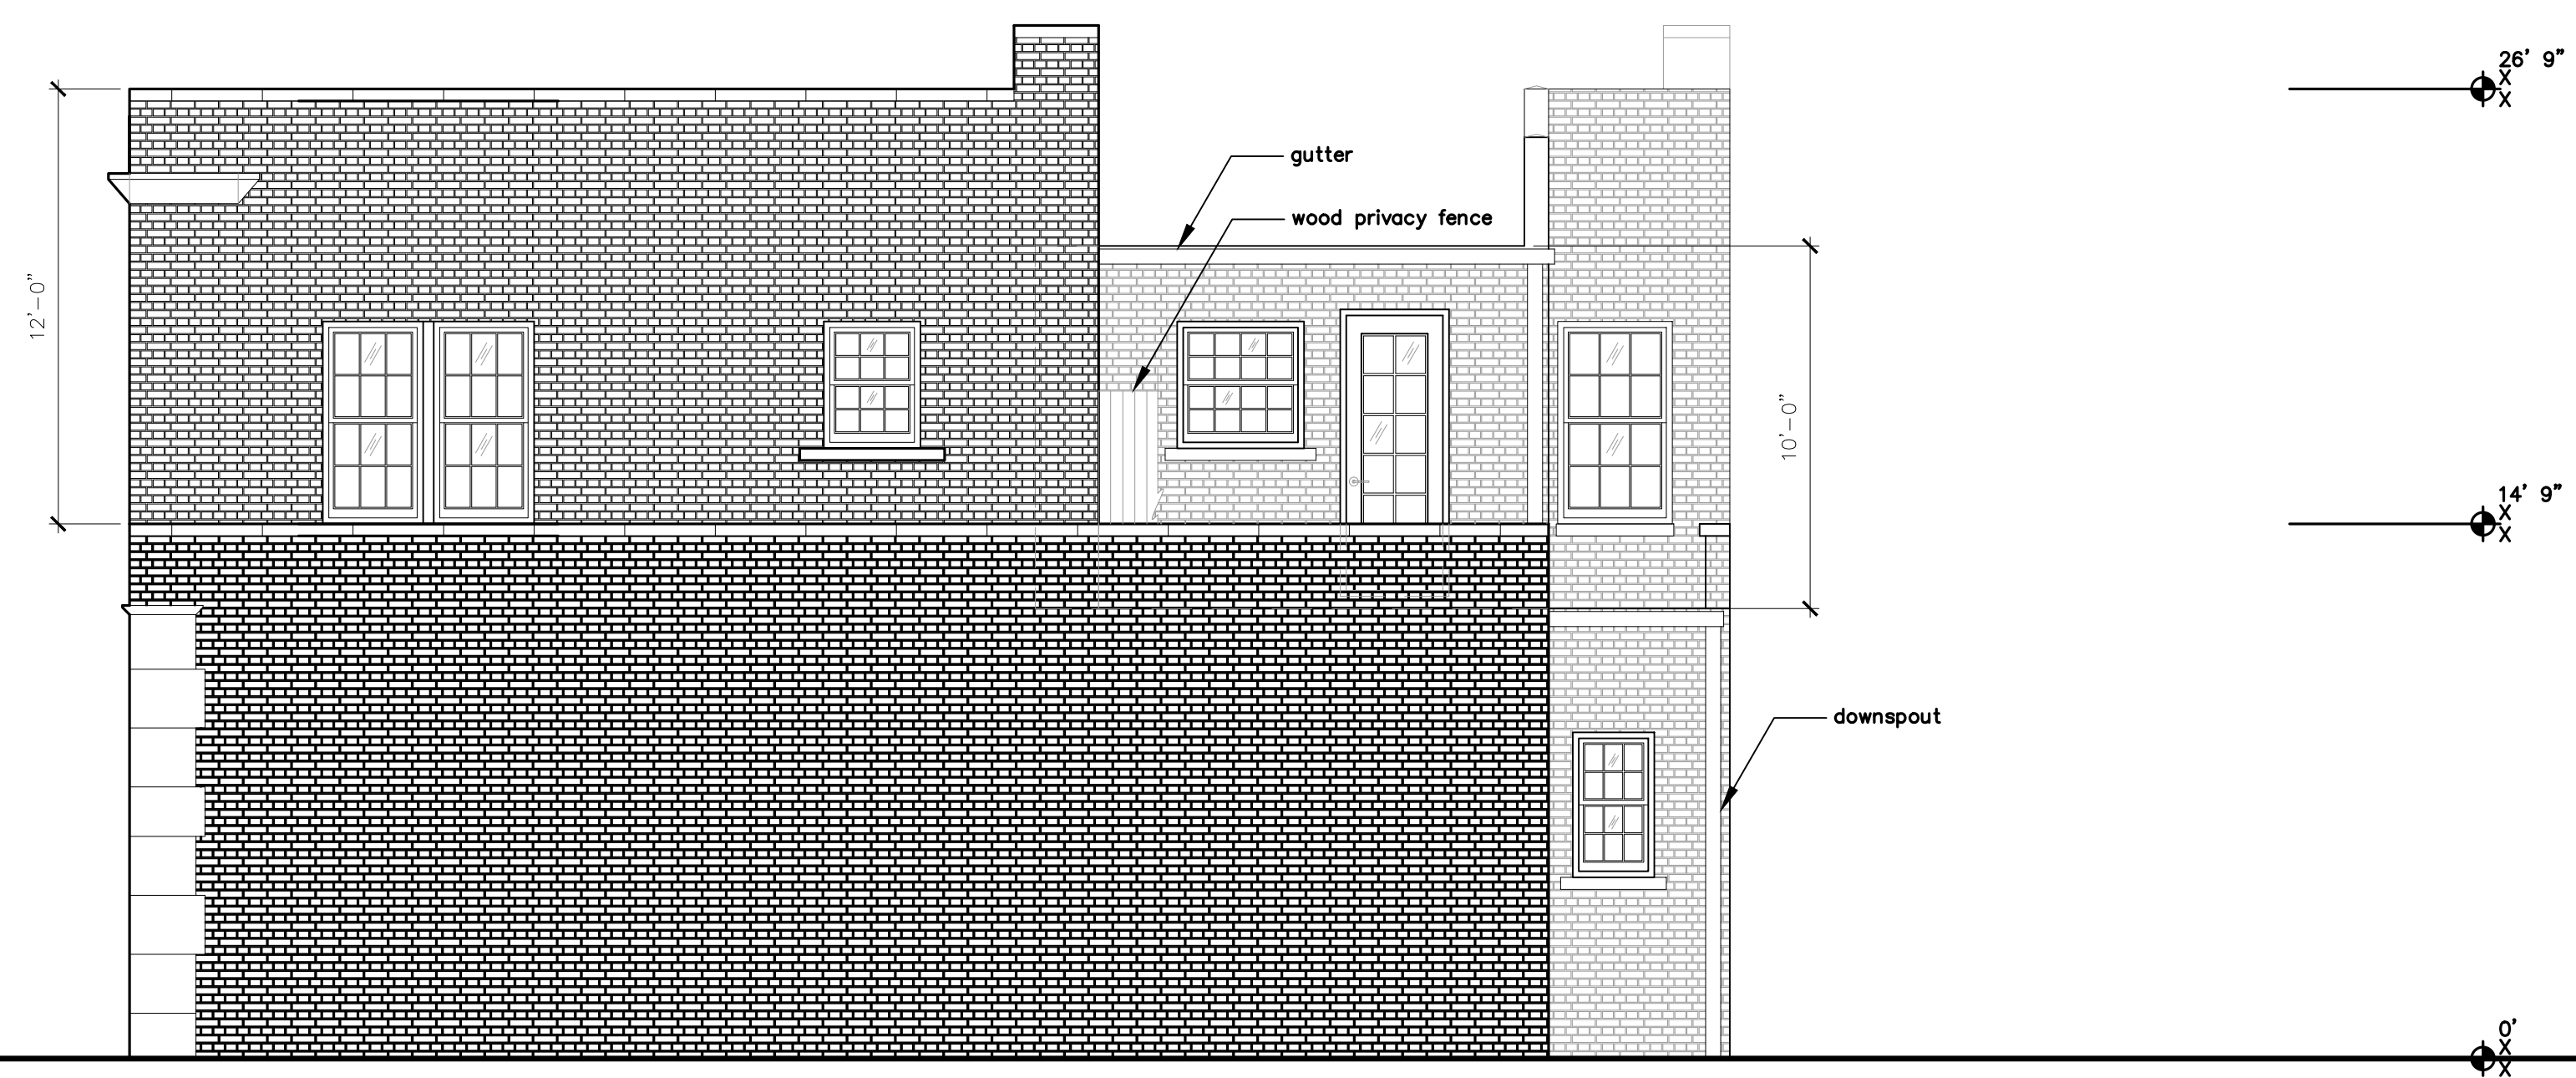 26' 9"
X
X
gutter
wood privacy fence
12'-0"
10'-0"
14' 9"
X
X
downspout
0'
X
X